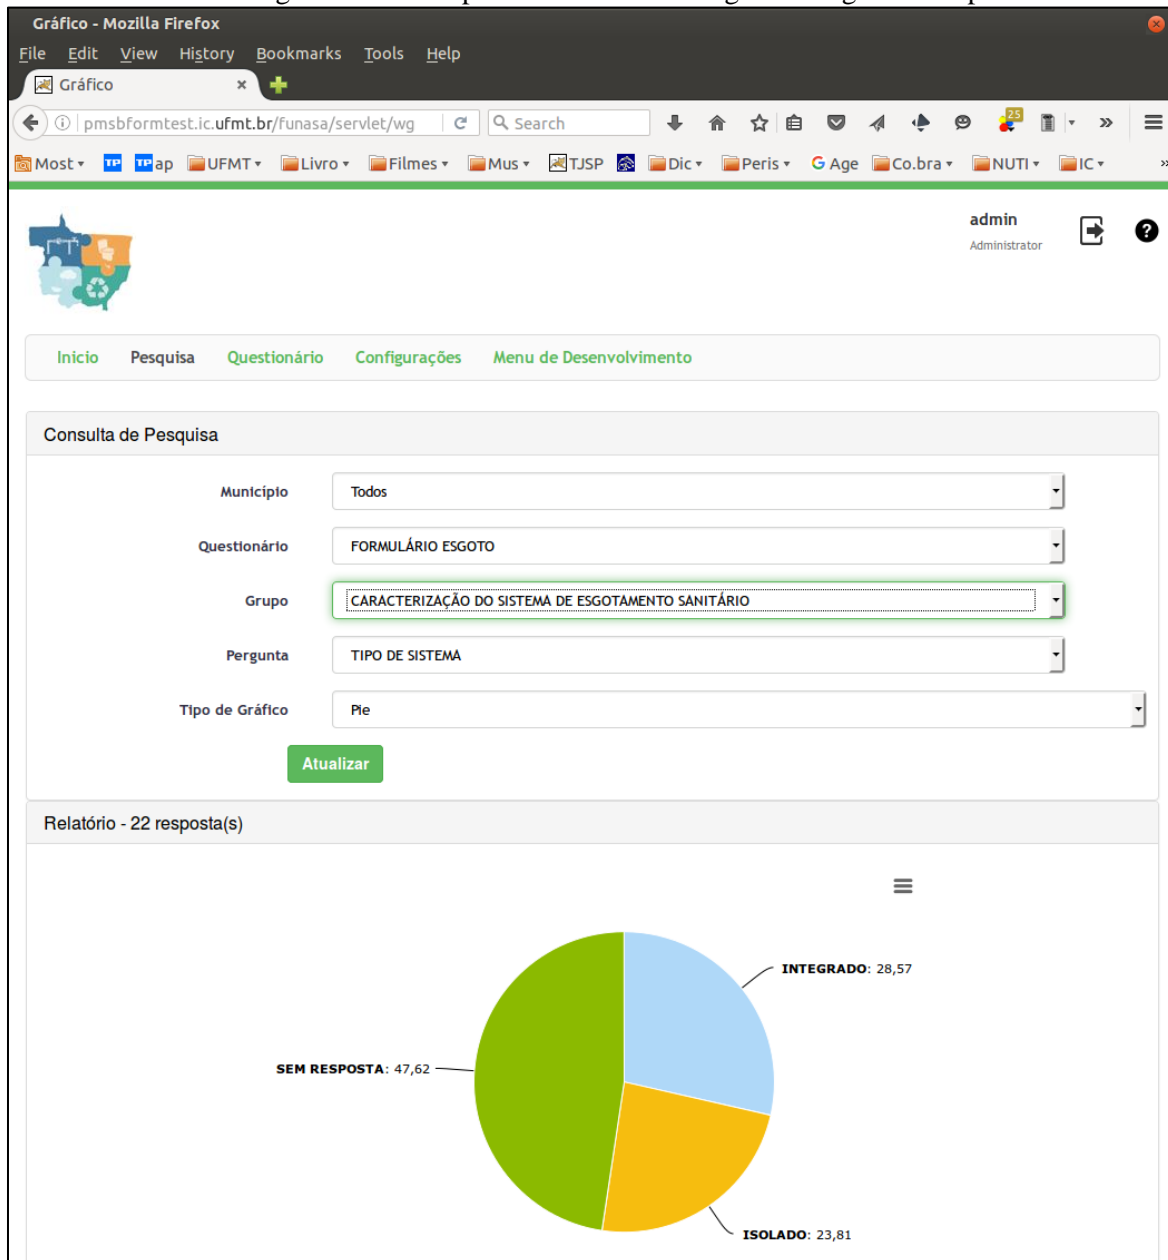 Gráfico - Mozilla Firefox
File Edit View History Bookmarks Tools Help
Gráfico
pmsbformtest.ic.ufmt.br/funasa/servlet/wg Search 25
Most TP TP ap UFMT Livro Filmes Mus TJSP Dic Peris G Age Co.bra NUTI IC
admin
Administrator
Inicio Pesquisa Questionário Configurações Menu de Desenvolvimento
Consulta de Pesquisa
Município Todos
Questionário FORMULÁRIO ESGOTO
Grupo CARACTERIZAÇÃO DO SISTEMA DE ESGOTAMENTO SANITÁRIO
Pergunta TIPO DE SISTEMA
Tipo de Gráfico Pie
Atualizar
Relatório - 22 resposta(s)
INTEGRADO: 28,57
SEM RESPOSTA: 47,62
ISOLADO: 23,81